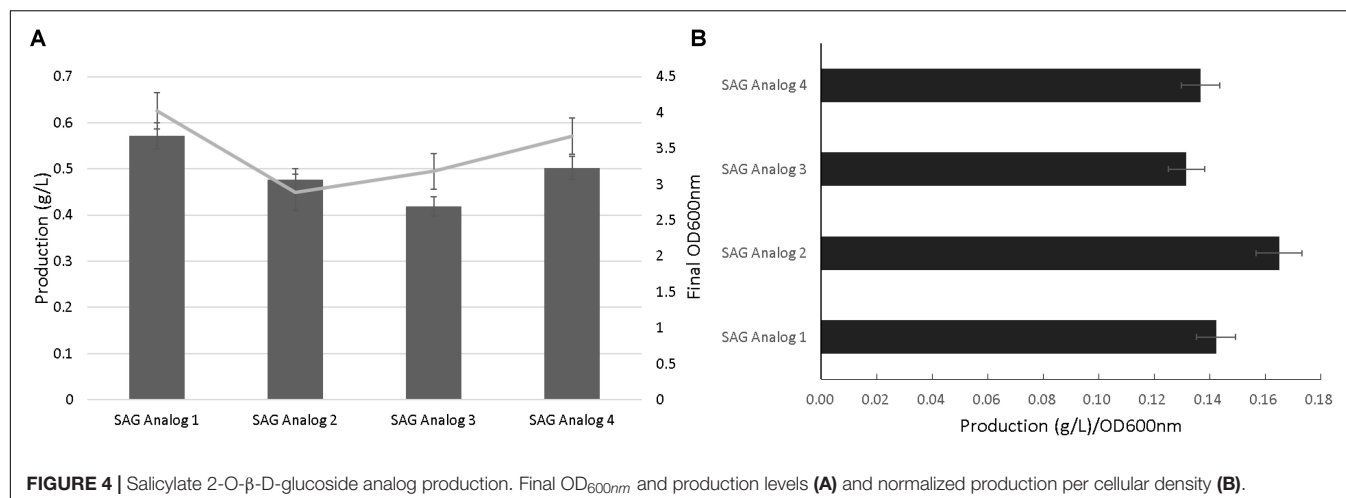 A
Production (g/L)
0.7
0.6
0.5
0.4
0.3
0.2
0.1
0
4.5
4
3.5
3
2.5
2
1.5
1
0.5
0
Final OD600nm
SAG Analog 1 SAG Analog 2 SAG Analog 3 SAG Analog 4
B
SAG Analog 4
SAG Analog 3
SAG Analog 2
SAG Analog 1
0.00 0.02 0.04 0.06 0.08 0.10 0.12 0.14 0.16 0.18
Production (g/L)/OD600nm
FIGURE 4 | Salicylate 2-O-β-D-glucoside analog production. Final OD600nm and production levels (A) and normalized production per cellular density (B).